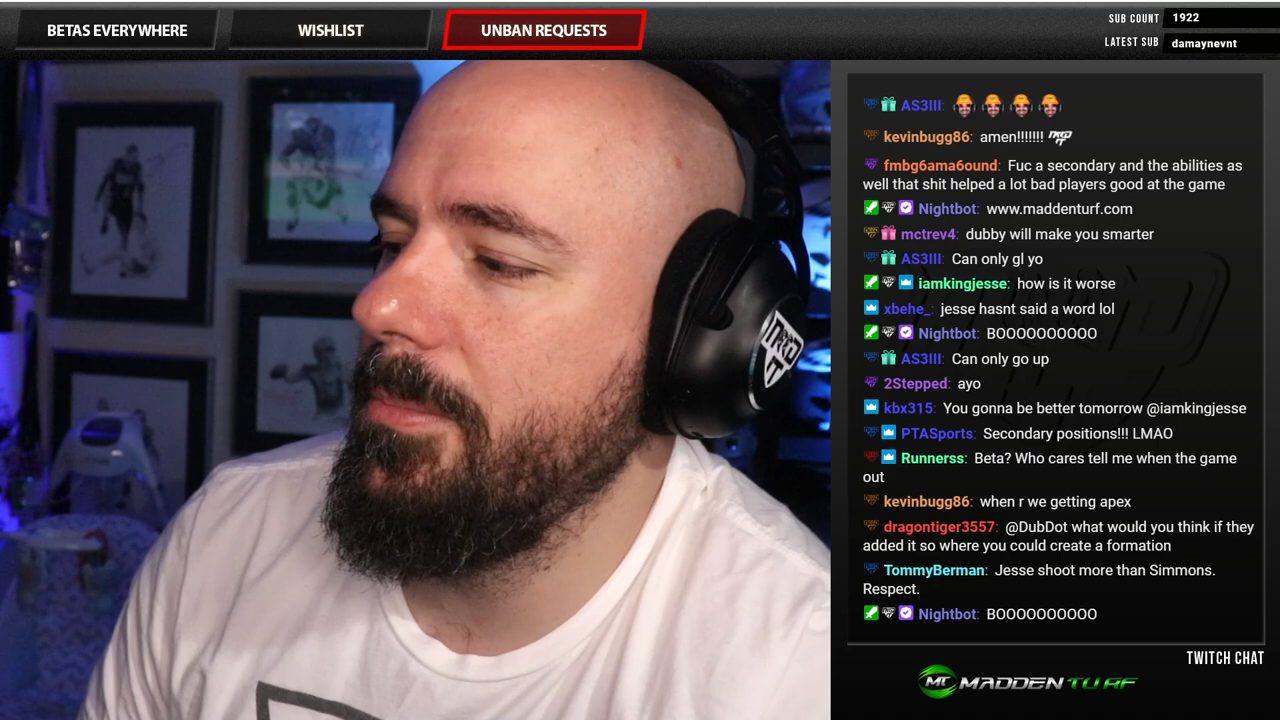 BETAS EVERYWHERE
WISHLIST
UNBAN REQUESTS
SUB COUNT 1922
LATEST SUB damaynevnt
AS3III:
kevinbugg86: amen!!!!!!!
fmbg6ama6ound: Fuc a secondary and the abilities as
well that shit helped a lot bad players good at the game
Nightbot: www.maddenturf.com
mctrev4: dubby will make you smarter
AS3III: Can only gl yo
iamkingjesse: how is it worse
xbehe_: jesse hasnt said a word lol
Nightbot: BOOOOOOOOOO
AS3III: Can only go up
2Stepped: ayo
kbx315: You gonna be better tomorrow @iamkingjesse
PTASports: Secondary positions!!! LMAO
Runnerss: Beta? Who cares tell me when the game
out
kevinbugg86: when r we getting apex
dragontiger3557: @DubDot what would you think if they
added it so where you could create a formation
TommyBerman: Jesse shoot more than Simmons.
Respect.
Nightbot: BOOOOOOOOOO
TWITCH CHAT
MT MADDEN TURF